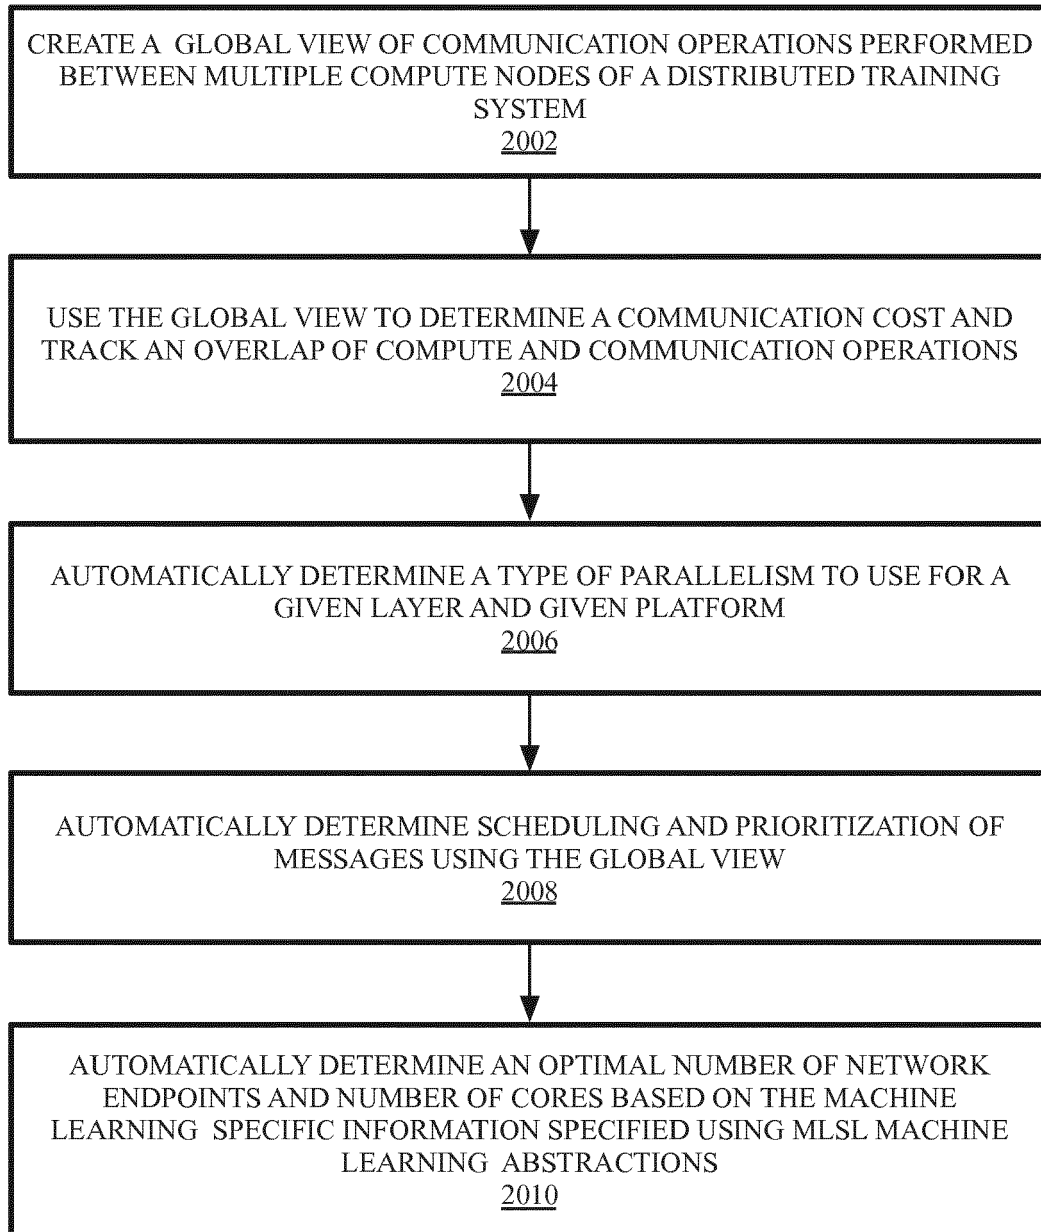 CREATE A GLOBAL VIEW OF COMMUNICATION OPERATIONS PERFORMED
BETWEEN MULTIPLE COMPUTE NODES OF A DISTRIBUTED TRAINING
SYSTEM
2002
USE THE GLOBAL VIEW TO DETERMINE A COMMUNICATION COST AND
TRACK AN OVERLAP OF COMPUTE AND COMMUNICATION OPERATIONS
2004
AUTOMATICALLY DETERMINE A TYPE OF PARALLELISM TO USE FOR A
GIVEN LAYER AND GIVEN PLATFORM
2006
AUTOMATICALLY DETERMINE SCHEDULING AND PRIORITIZATION OF
MESSAGES USING THE GLOBAL VIEW
2008
AUTOMATICALLY DETERMINE AN OPTIMAL NUMBER OF NETWORK
ENDPOINTS AND NUMBER OF CORES BASED ON THE MACHINE
LEARNING SPECIFIC INFORMATION SPECIFIED USING MLSL MACHINE
LEARNING ABSTRACTIONS
2010